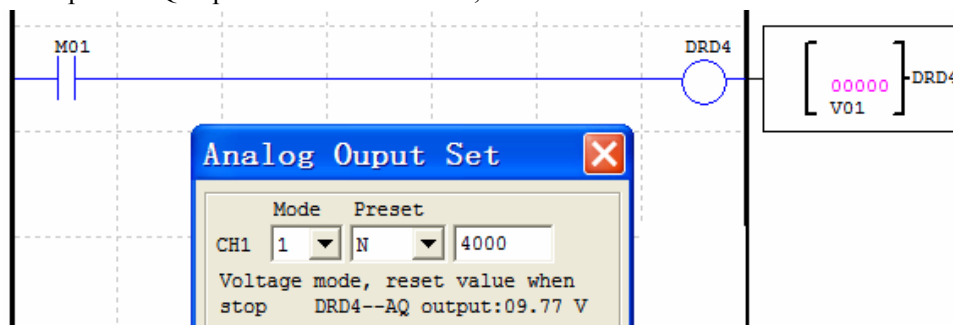 M01
DRD4
00000
DRD4
V01
Analog Ouput Set
Mode Preset
CH1 1 N 4000
Voltage mode, reset value when
stop DRD4--AQ output:09.77 V